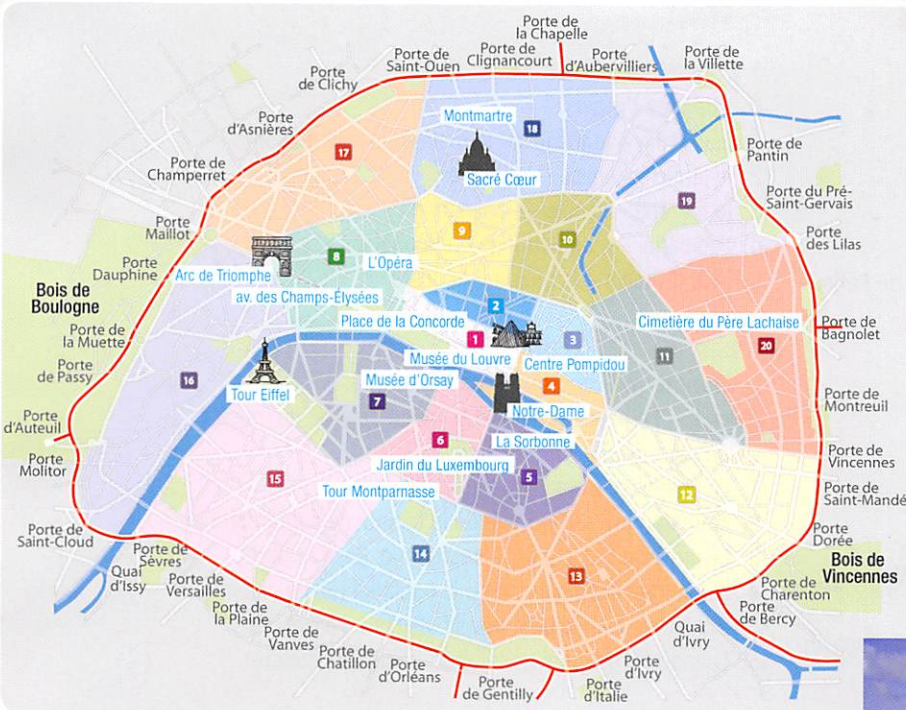 Porte de
la Chapelle
Porte de
Clignancourt
Porte
d'Aubervilliers
Porte de
Saint-Ouen
Porte de
la Villette
Porte
de Clichy
Porte
d'Asnières
Porte de
Champerret
Porte
Maillot
Porte
Dauphine
Bois de
Boulogne
Porte de
la Muette
Porte
de Passy
Porte
d'Auteuil
Porte
Molitor
Porte de
Saint-Cloud
Quai
d'Issy
Porte de
Sèvres
Porte de
Versailles
Porte de
la Plaine
Porte de
Vanves
Porte de
Chatillon
Porte
d'Orléans
Porte
de Gentilly
Porte
d'Italie
Porte
d'Ivry
Quai
d'Ivry
Porte
de Bercy
Porte de
Charenton
Bois de
Vincennes
Porte
Dorée
Porte de
Saint-Mandé
Porte de
Vincennes
Porte de
Montreuil
Porte de
Bagnolet
Porte
des Lilas
Porte du Pré-
Saint-Gervais
Porte de
Pantin
Montmartre
18
Sacré Cœur
17
19
9
10
8
L'Opéra
Arc de Triomphe
av. des Champs-Élysées
2
Place de la Concorde
1
3
Cimetière du Père Lachaise
20
11
Musée du Louvre
Centre Pompidou
16
Tour Eiffel
Musée d'Orsay
7
4
Notre-Dame
6
La Sorbonne
Jardin du Luxembourg
5
15
Tour Montparnasse
12
14
13